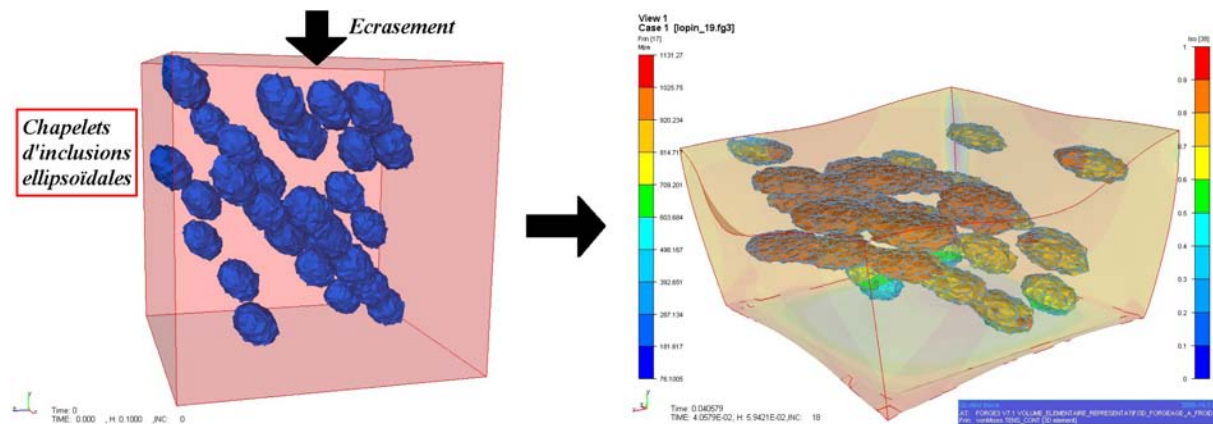 Ecrasement
Chapelets
d'inclusions
ellipsoïdales
Time: 0
TIME: 0.000 , H: 0.1000 ,INC: 0
View 1
Case 1 [lopin_19.fg3]
Mpa
1131.27
1025.75
920.234
814.717
709.201
603.684
498.167
392.651
287.134
181.617
76.1005
Iso [38]
1
0.9
0.8
0.7
0.6
0.5
0.4
0.3
0.2
0.1
0
Time: 0.040579
TIME: 4.0579E-02, H: 5.9421E-02,INC: 18